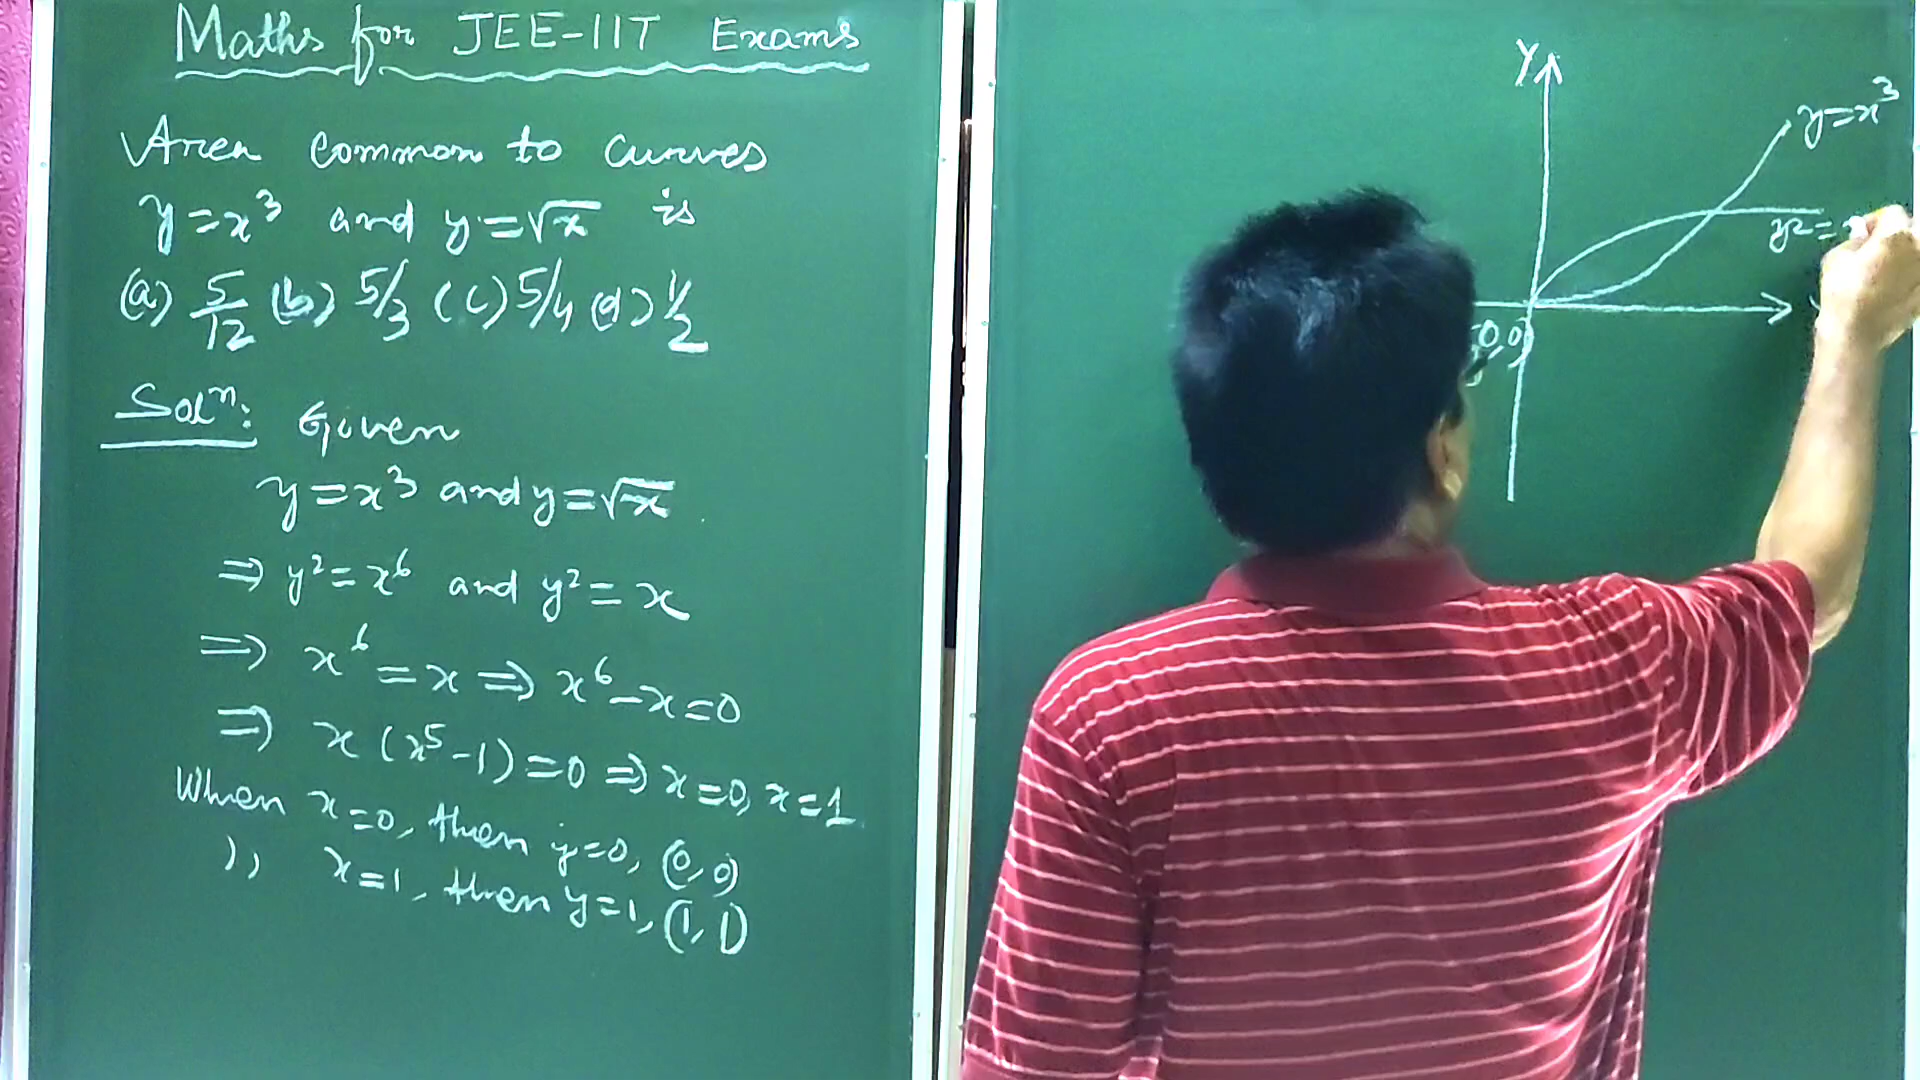 Maths for JEE-IIT Exams
Area common to curves
y=x³ and y=√x is
(a) 5/12 (b) 5/3 (c) 5/4 (d) 1/2
Solⁿ: Given
y=x³ and y=√x
⇒ y²=x⁶ and y²=x
⇒ x⁶=x ⇒ x⁶-x=0
⇒ x(x⁵-1)=0 ⇒ x=0, x=1
When x=0, then y=0, (0,0)
,, x=1, then y=1, (1,1)
Y
y=x³
y²=
0,0)